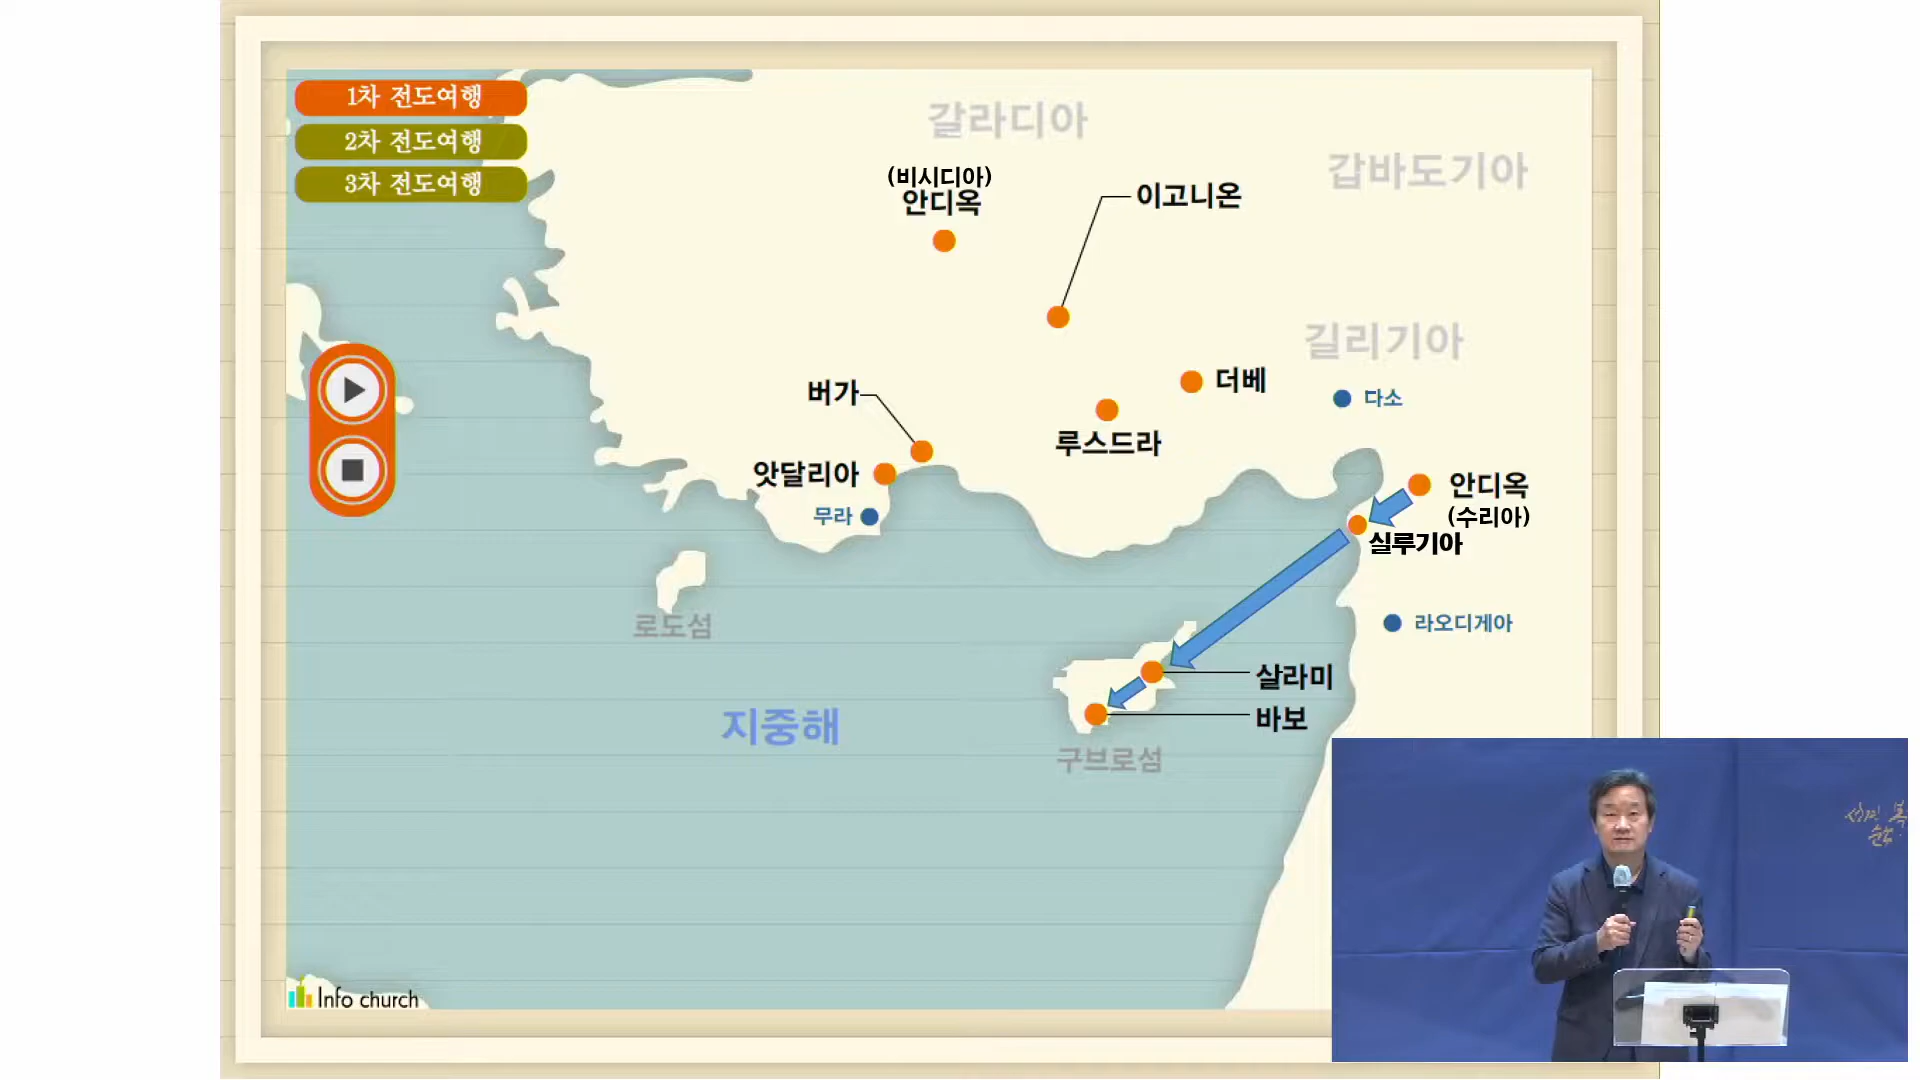 1차 전도여행
2차 전도여행
3차 전도여행
갈라디아
갑바도기아
(비시디아)
안디옥
이고니온
길리기아
버가
더베
다소
루스드라
앗달리아
무라
안디옥
(수리아)
실루기아
로도섬
라오디게아
살라미
바보
지중해
구브로섬
Info church